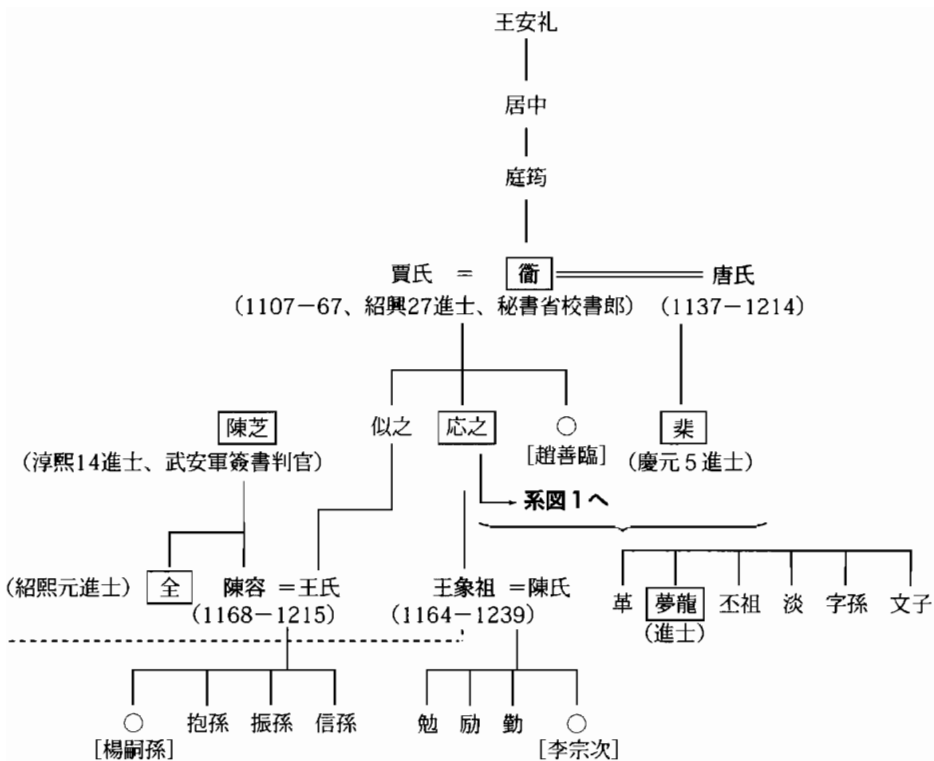 王安礼
居中
庭筠
賈氏 = 衜 唐氏
(1107−67、紹興27進士、秘書省校書郎) (1137−1214)
陳芝 似之 応之 ○ 棐
(淳熙14進士、武安軍簽書判官) [趙善臨] (慶元5進士)
系図1へ
(紹熙元進士) 全 陳容 =王氏 王象祖 =陳氏 革 夢龍 丕祖 淡 字孫 文子
(1168−1215) (1164−1239) (進士)
○ 抱孫 振孫 信孫 勉 励 勤 ○
[楊嗣孫] [李宗次]